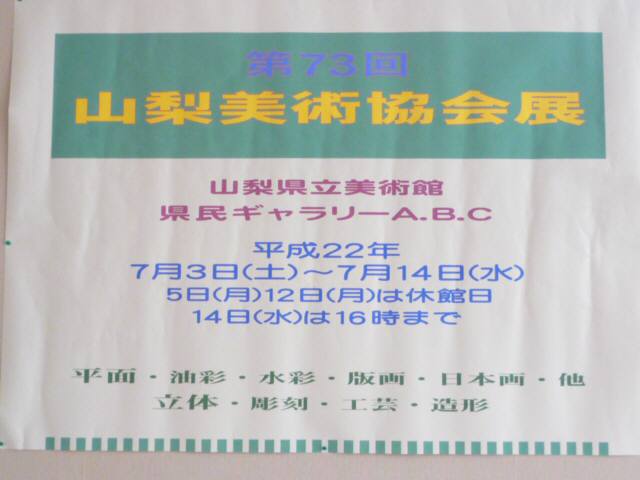 第73回
山梨美術協会展
山梨県立美術館
県民ギャラリーA.B.C
平成22年
7月3日(土)～7月14日(水)
5日(月)12日(月)は休館日
14日(水)は16時まで
平面・油彩・水彩・版画・日本画・他
立体・彫刻・工芸・造形